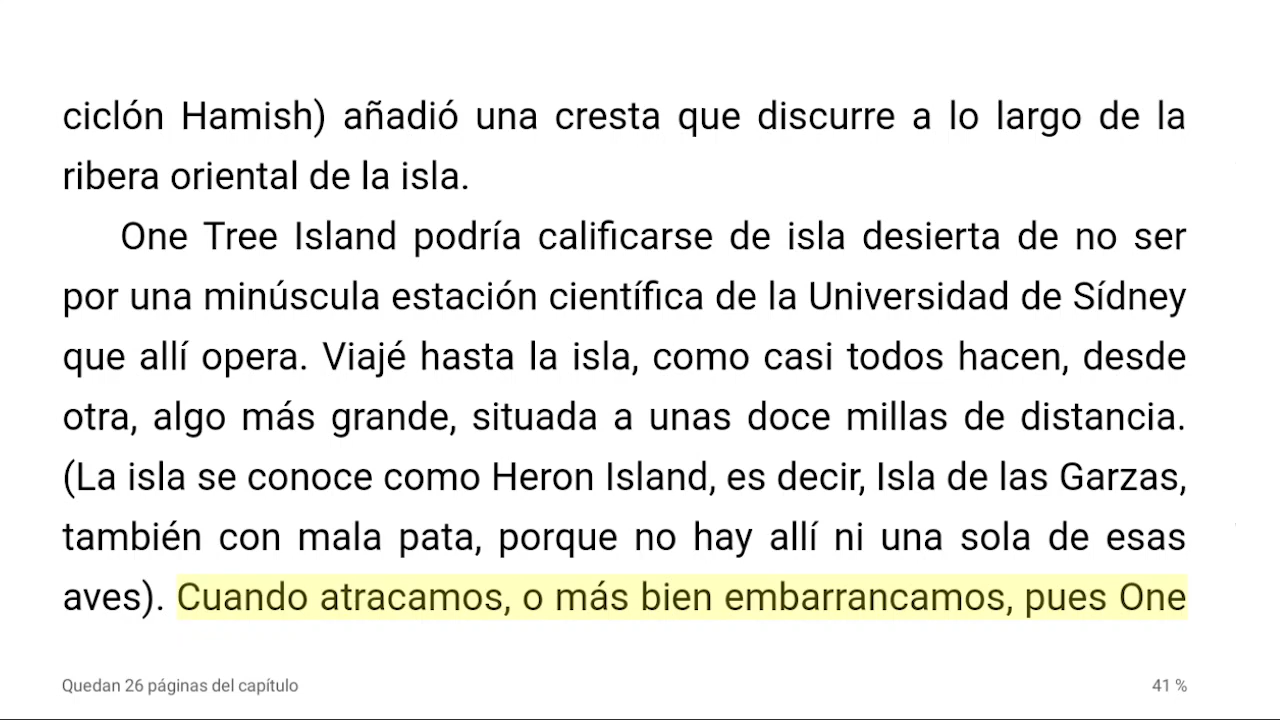 ciclón Hamish) añadió una cresta que discurre a lo largo de la
ribera oriental de la isla.
One Tree Island podría calificarse de isla desierta de no ser
por una minúscula estación científica de la Universidad de Sídney
que allí opera. Viajé hasta la isla, como casi todos hacen, desde
otra, algo más grande, situada a unas doce millas de distancia.
(La isla se conoce como Heron Island, es decir, Isla de las Garzas,
también con mala pata, porque no hay allí ni una sola de esas
aves). Cuando atracamos, o más bien embarrancamos, pues One
Quedan 26 páginas del capítulo
41 %